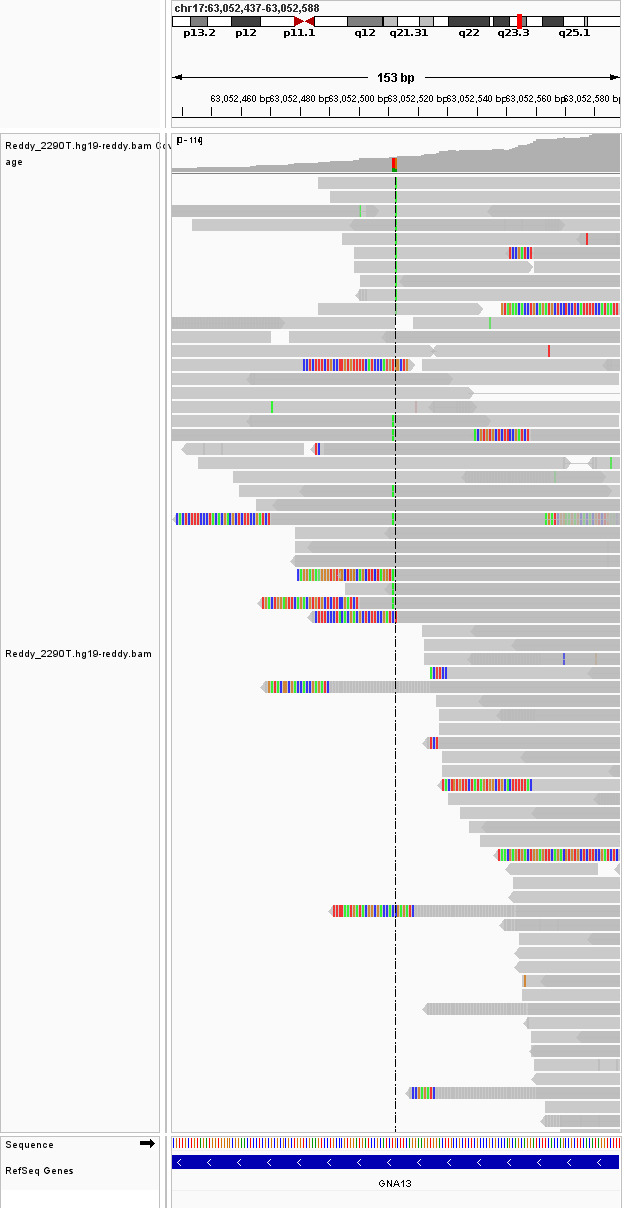 chr17:63,052,437-63,052,588
p13.2 p12 p11.1 q12 q21.31 q22 q23.3 q25.1
153 bp
63,052,460 bp 63,052,480 bp 63,052,500 bp 63,052,520 bp 63,052,540 bp 63,052,560 bp 63,052,580 bp
Reddy_2290T.hg19-reddy.bam Cov
age
[0 - 114]
Reddy_2290T.hg19-reddy.bam
Sequence
RefSeq Genes
GNA13